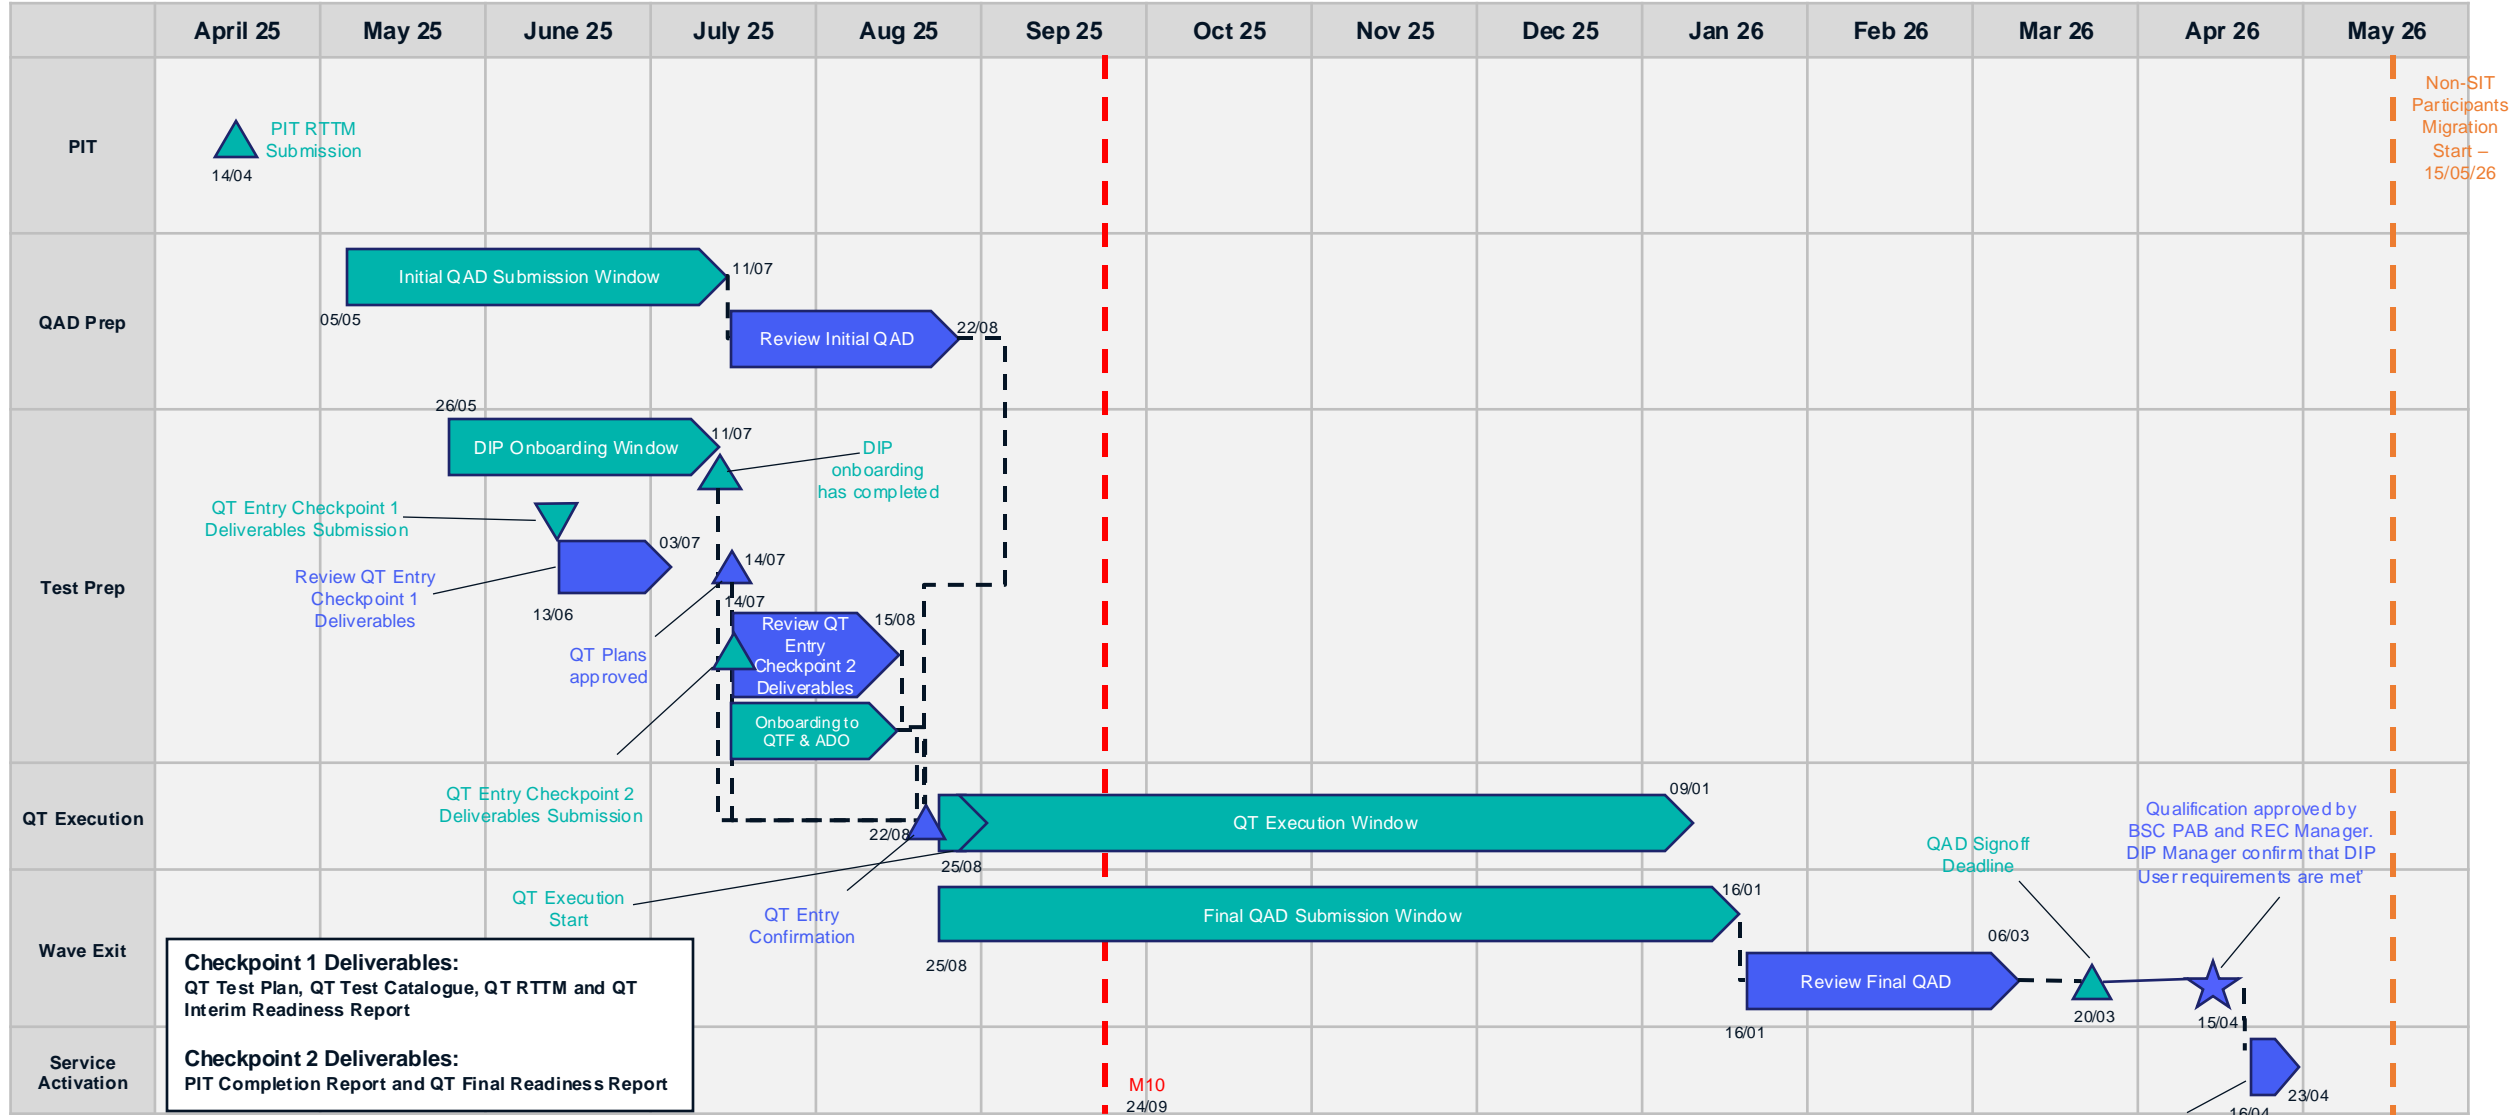 April 25
May 25
June 25
July 25
Aug 25
Sep 25
Oct 25
Nov 25
Dec 25
Jan 26
Feb 26
Mar 26
Apr 26
May 26
PIT
PIT RTTM
Submission
14/04
Non-SIT
Participants
Migration
Start –
15/05/26
QAD Prep
Initial QAD Submission Window
11/07
05/05
Review Initial QAD
22/08
Test Prep
26/05
DIP Onboarding Window
11/07
DIP
onboarding
has completed
QT Entry Checkpoint 1
Deliverables Submission
03/07
Review QT Entry
Checkpoint 1
Deliverables
13/06
14/07
14/07
QT Plans
approved
15/08
Review QT
Entry
Checkpoint 2
Deliverables
Onboarding to
QTF & ADO
QT Execution
QT Entry Checkpoint 2
Deliverables Submission
22/08
QT Execution Window
09/01
25/08
Wave Exit
QT Execution
Start
QT Entry
Confirmation
Final QAD Submission Window
16/01
25/08
QAD Signoff
Deadline
Qualification approved by
BSC PAB and REC Manager.
DIP Manager confirm that DIP
User requirements are met’
06/03
Review Final QAD
16/01
20/03
15/04
Checkpoint 1 Deliverables:
QT Test Plan, QT Test Catalogue, QT RTTM and QT
Interim Readiness Report
Checkpoint 2 Deliverables:
PIT Completion Report and QT Final Readiness Report
Service
Activation
M10
24/09
23/04
16/04